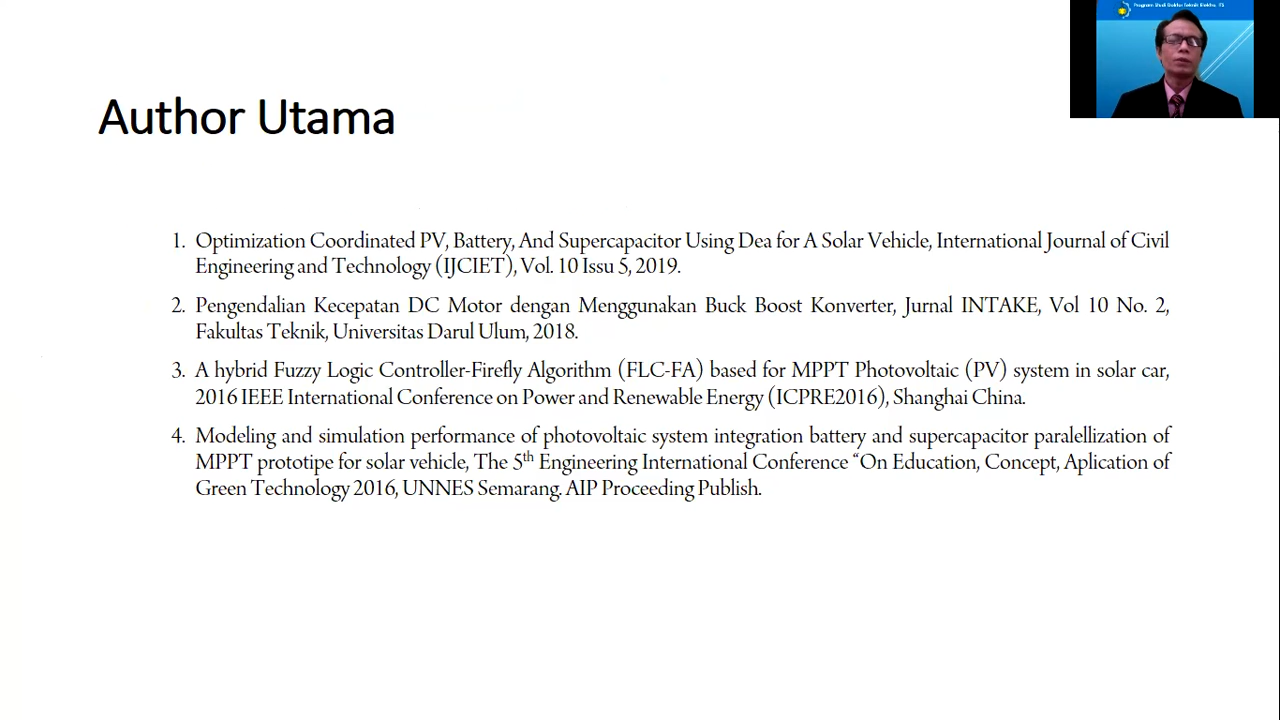 Program Studi Doktor Teknik Elektro - ITS
Author Utama
1. Optimization Coordinated PV, Battery, And Supercapacitor Using Dea for A Solar Vehicle, International Journal of Civil
Engineering and Technology (IJCIET), Vol. 10 Issu 5, 2019.
2. Pengendalian Kecepatan DC Motor dengan Menggunakan Buck Boost Konverter, Jurnal INTAKE, Vol 10 No. 2,
Fakultas Teknik, Universitas Darul Ulum, 2018.
3. A hybrid Fuzzy Logic Controller-Firefly Algorithm (FLC-FA) based for MPPT Photovoltaic (PV) system in solar car,
2016 IEEE International Conference on Power and Renewable Energy (ICPRE2016), Shanghai China.
4. Modeling and simulation performance of photovoltaic system integration battery and supercapacitor paralellization of
MPPT prototipe for solar vehicle, The 5th Engineering International Conference “On Education, Concept, Aplication of
Green Technology 2016, UNNES Semarang. AIP Proceeding Publish.